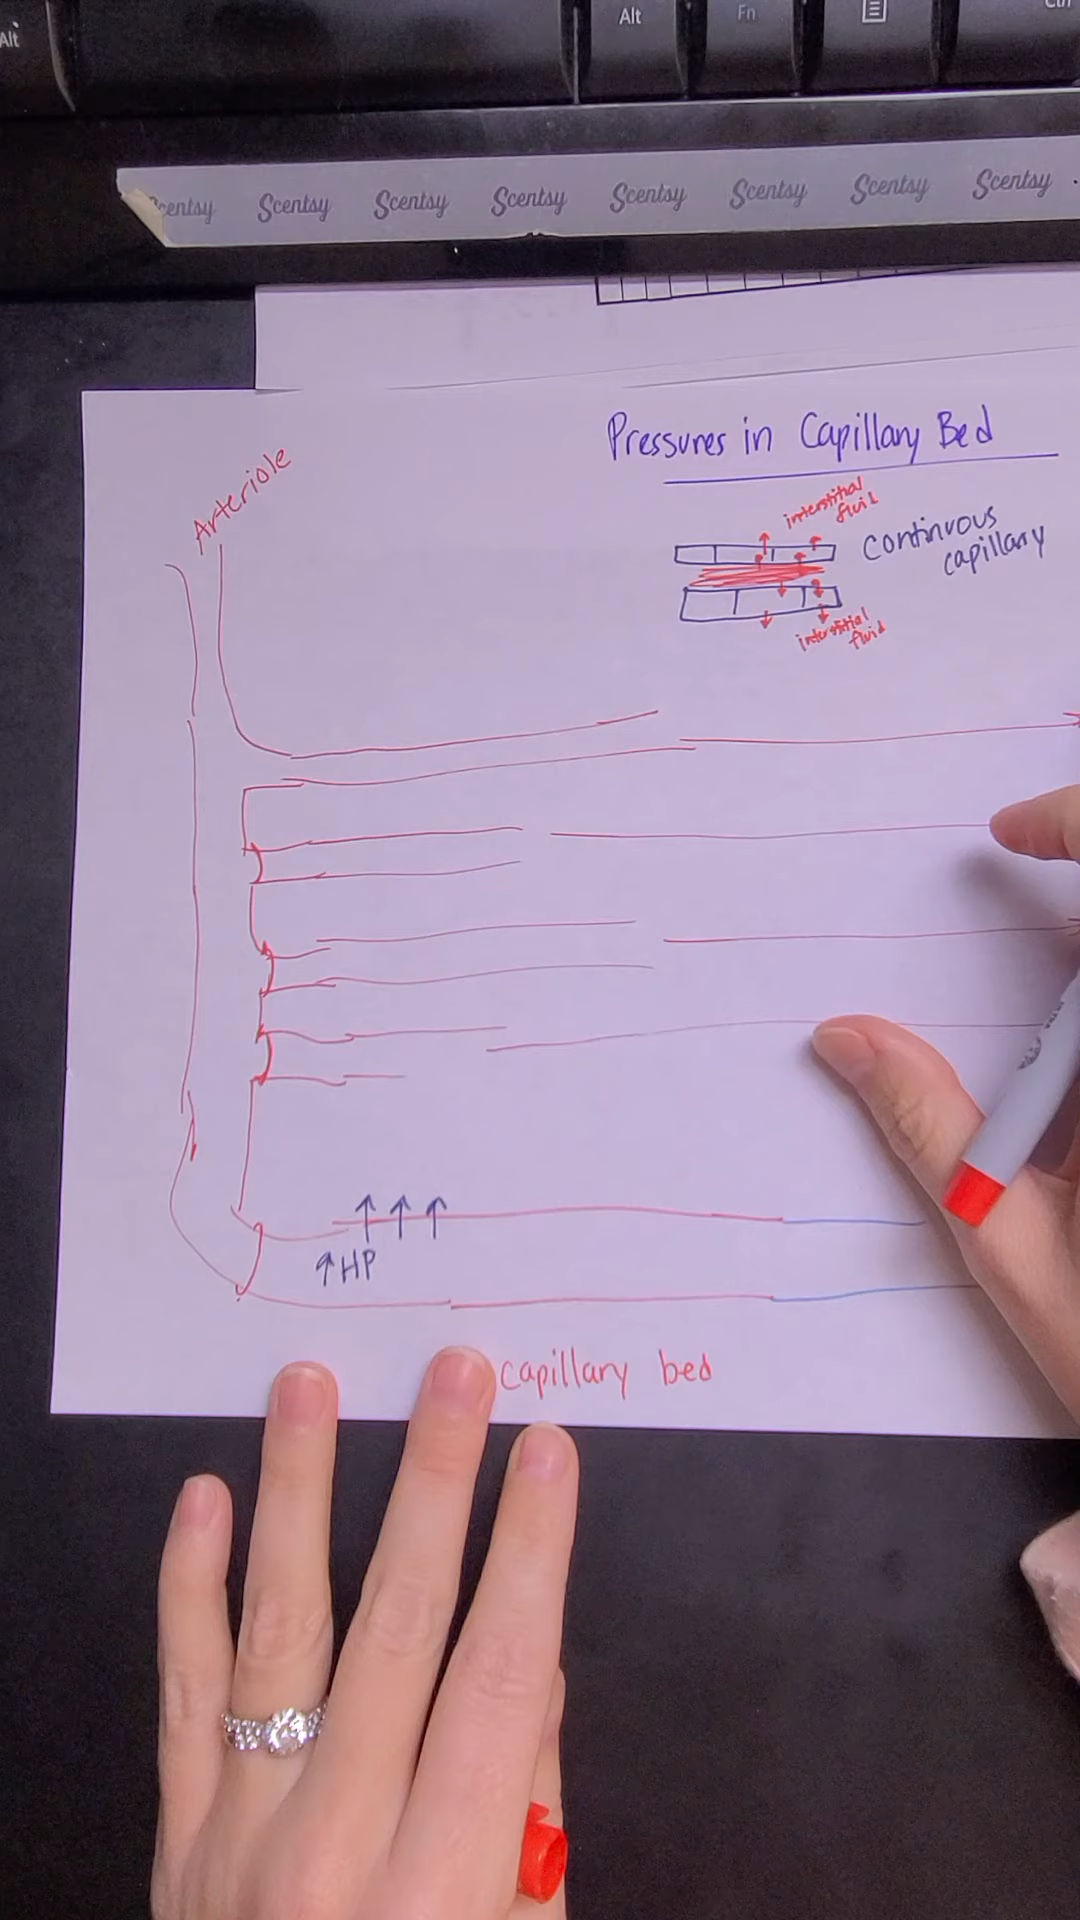 Alt
Alt
Fn
Scentsy Scentsy Scentsy Scentsy Scentsy Scentsy Scentsy Scentsy
Pressures in Capillary Bed
Arteriole
interstitial
fluid
continuous
capillary
interstitial
fluid
↑HP
capillary bed